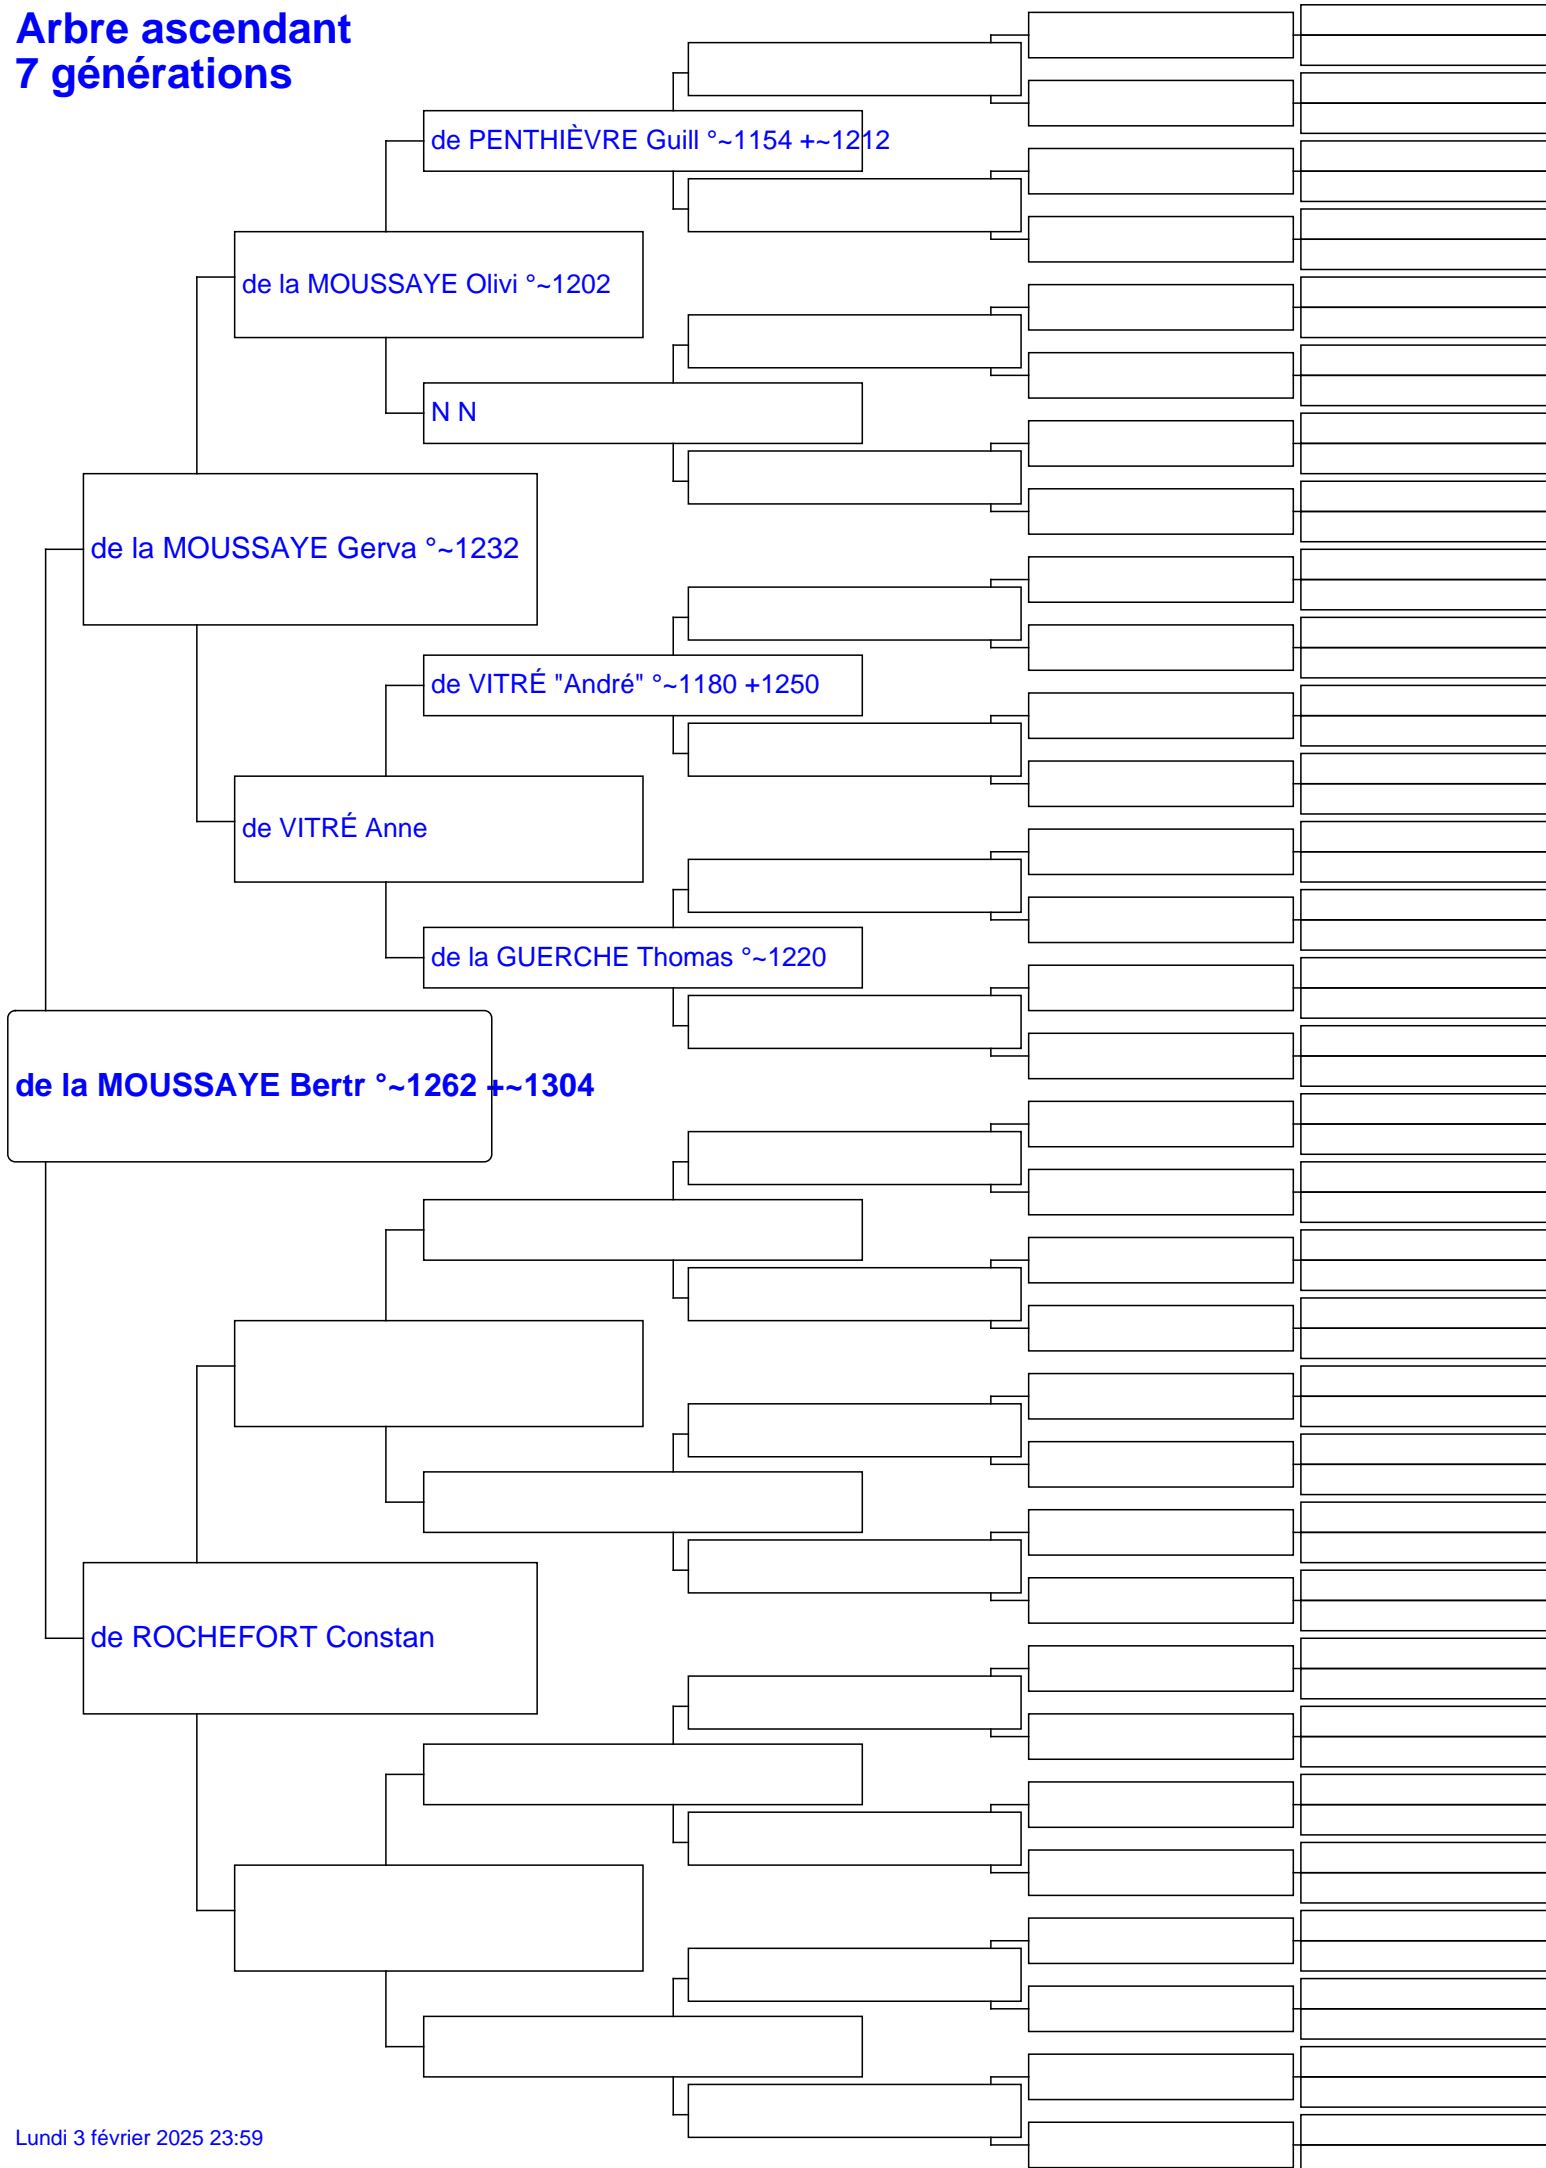 Arbre ascendant
7 générations
de PENTHIÈVRE Guill °~1154 +~1212
de la MOUSSAYE Olivi °~1202
N N
de la MOUSSAYE Gerva °~1232
de VITRÉ "André" °~1180 +1250
de VITRÉ Anne
de la GUERCHE Thomas °~1220
de la MOUSSAYE Bertr °~1262 +~1304
de ROCHEFORT Constan
Lundi 3 février 2025 23:59